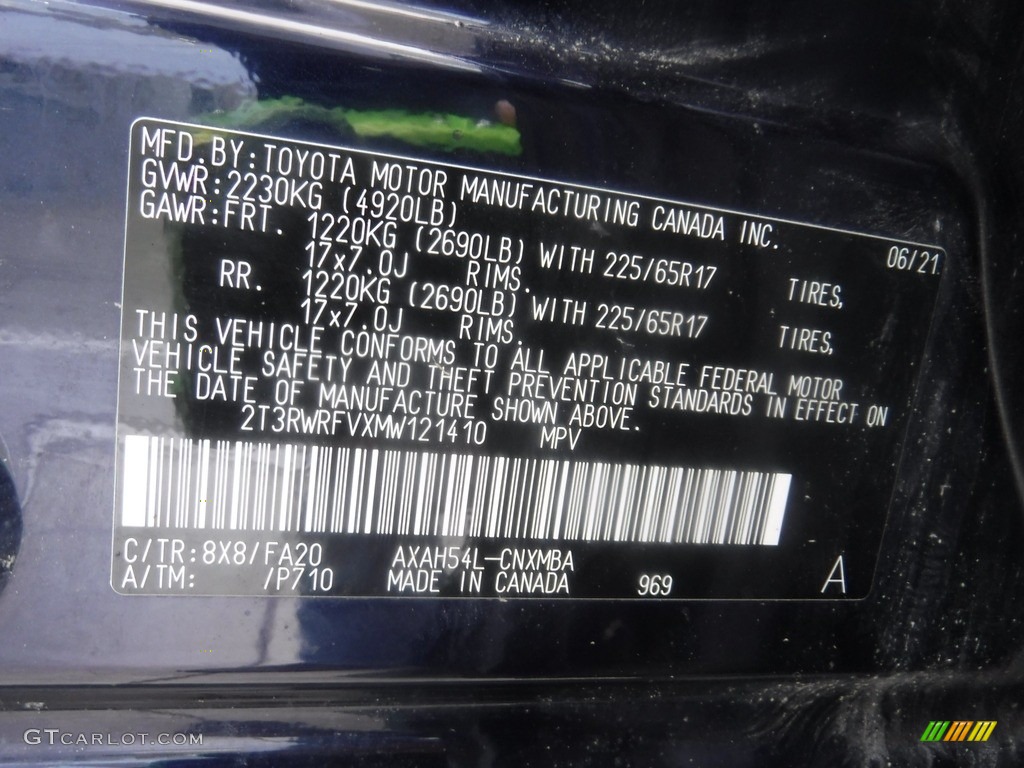 MFD.BY:TOYOTA MOTOR MANUFACTURING CANADA INC. 06/21
GVWR:2230KG (4920LB)
GAWR:FRT. 1220KG (2690LB) WITH 225/65R17 TIRES,
17x7.0J RIMS.
RR. 1220KG (2690LB) WITH 225/65R17 TIRES,
17x7.0J RIMS.
THIS VEHICLE CONFORMS TO ALL APPLICABLE FEDERAL MOTOR
VEHICLE SAFETY AND THEFT PREVENTION STANDARDS IN EFFECT ON
THE DATE OF MANUFACTURE SHOWN ABOVE.
2T3RWRFVXMW121410 MPV
C/TR:8X8/FA20 AXAH54L-CNXMBA
A/TM: /P710 MADE IN CANADA 969 A
GTCARLOT.COM